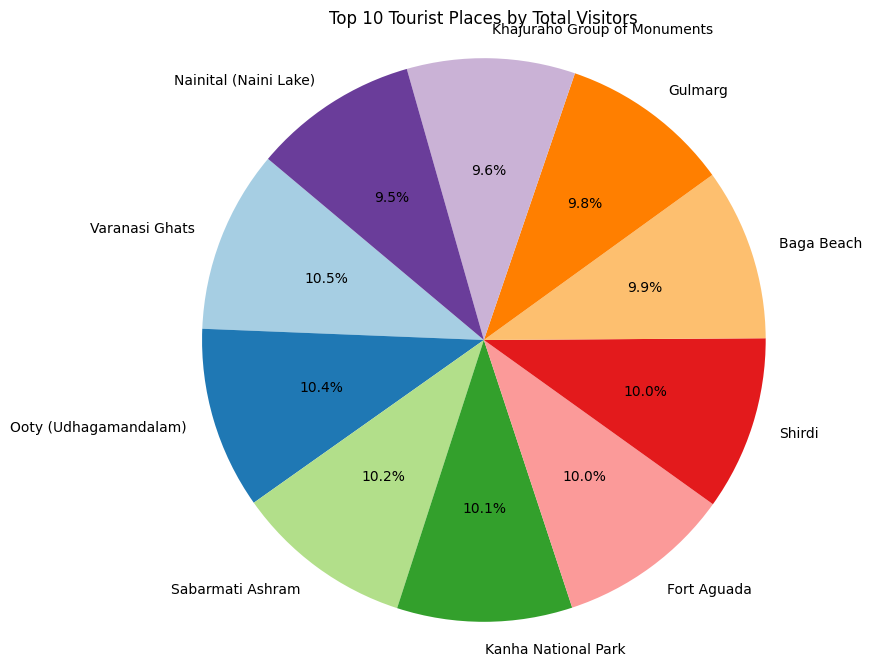 Top 10 Tourist Places by Total Visitors
Khajuraho Group of Monuments
Nainital (Naini Lake)
Gulmarg
9.6%
9.5%
9.8%
Varanasi Ghats
Baga Beach
10.5%
9.9%
10.4%
10.0%
Ooty (Udhagamandalam)
Shirdi
10.2%
10.0%
10.1%
Sabarmati Ashram
Fort Aguada
Kanha National Park